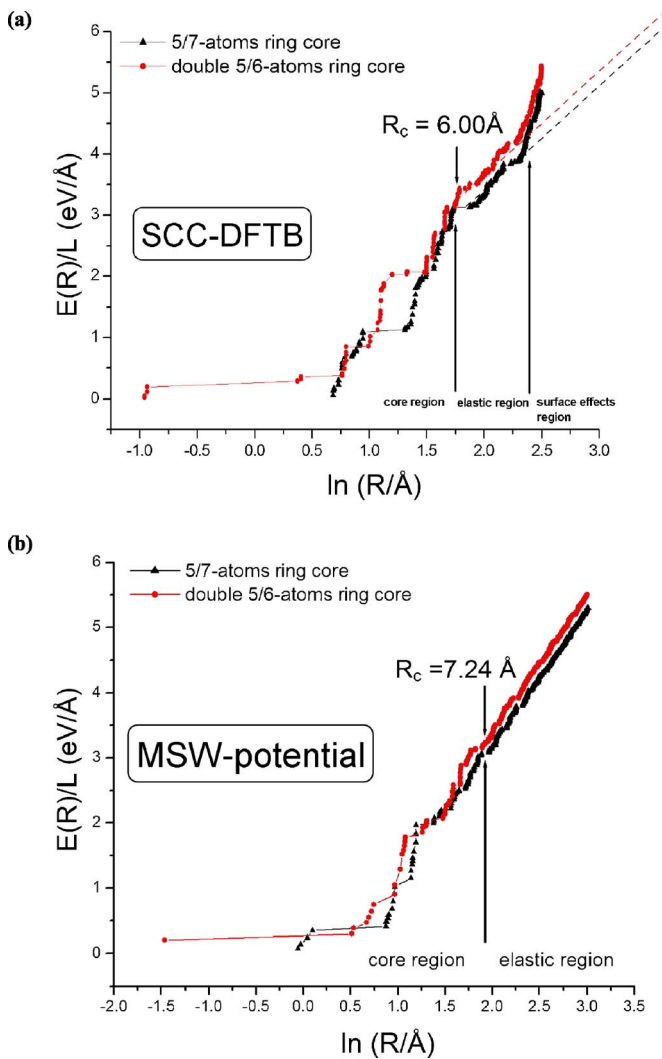 (a)
5/7-atoms ring core
double 5/6-atoms ring core
6
5
4
3
2
1
0
E(R)/L (eV/Å)
R_c = 6.00Å
SCC-DFTB
core region
elastic region
surface effects
region
-1.0 -0.5 0.0 0.5 1.0 1.5 2.0 2.5 3.0
ln (R/Å)
(b)
5/7-atoms ring core
double 5/6-atoms ring core
6
5
4
3
2
1
0
E(R)/L (eV/Å)
R_c =7.24 Å
MSW-potential
core region
elastic region
-2.0 -1.5 -1.0 -0.5 0.0 0.5 1.0 1.5 2.0 2.5 3.0 3.5
ln (R/Å)